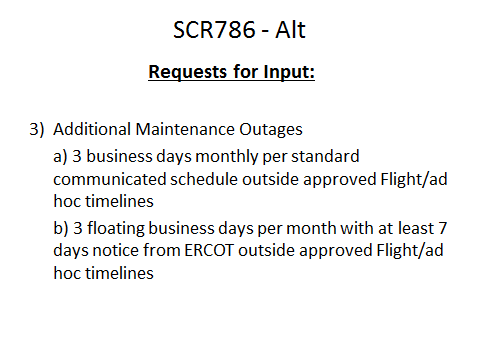 SCR786 - Alt
Requests for Input:
3) Additional Maintenance Outages
a) 3 business days monthly per standard
communicated schedule outside approved Flight/ad
hoc timelines
b) 3 floating business days per month with at least 7
days notice from ERCOT outside approved Flight/ad
hoc timelines